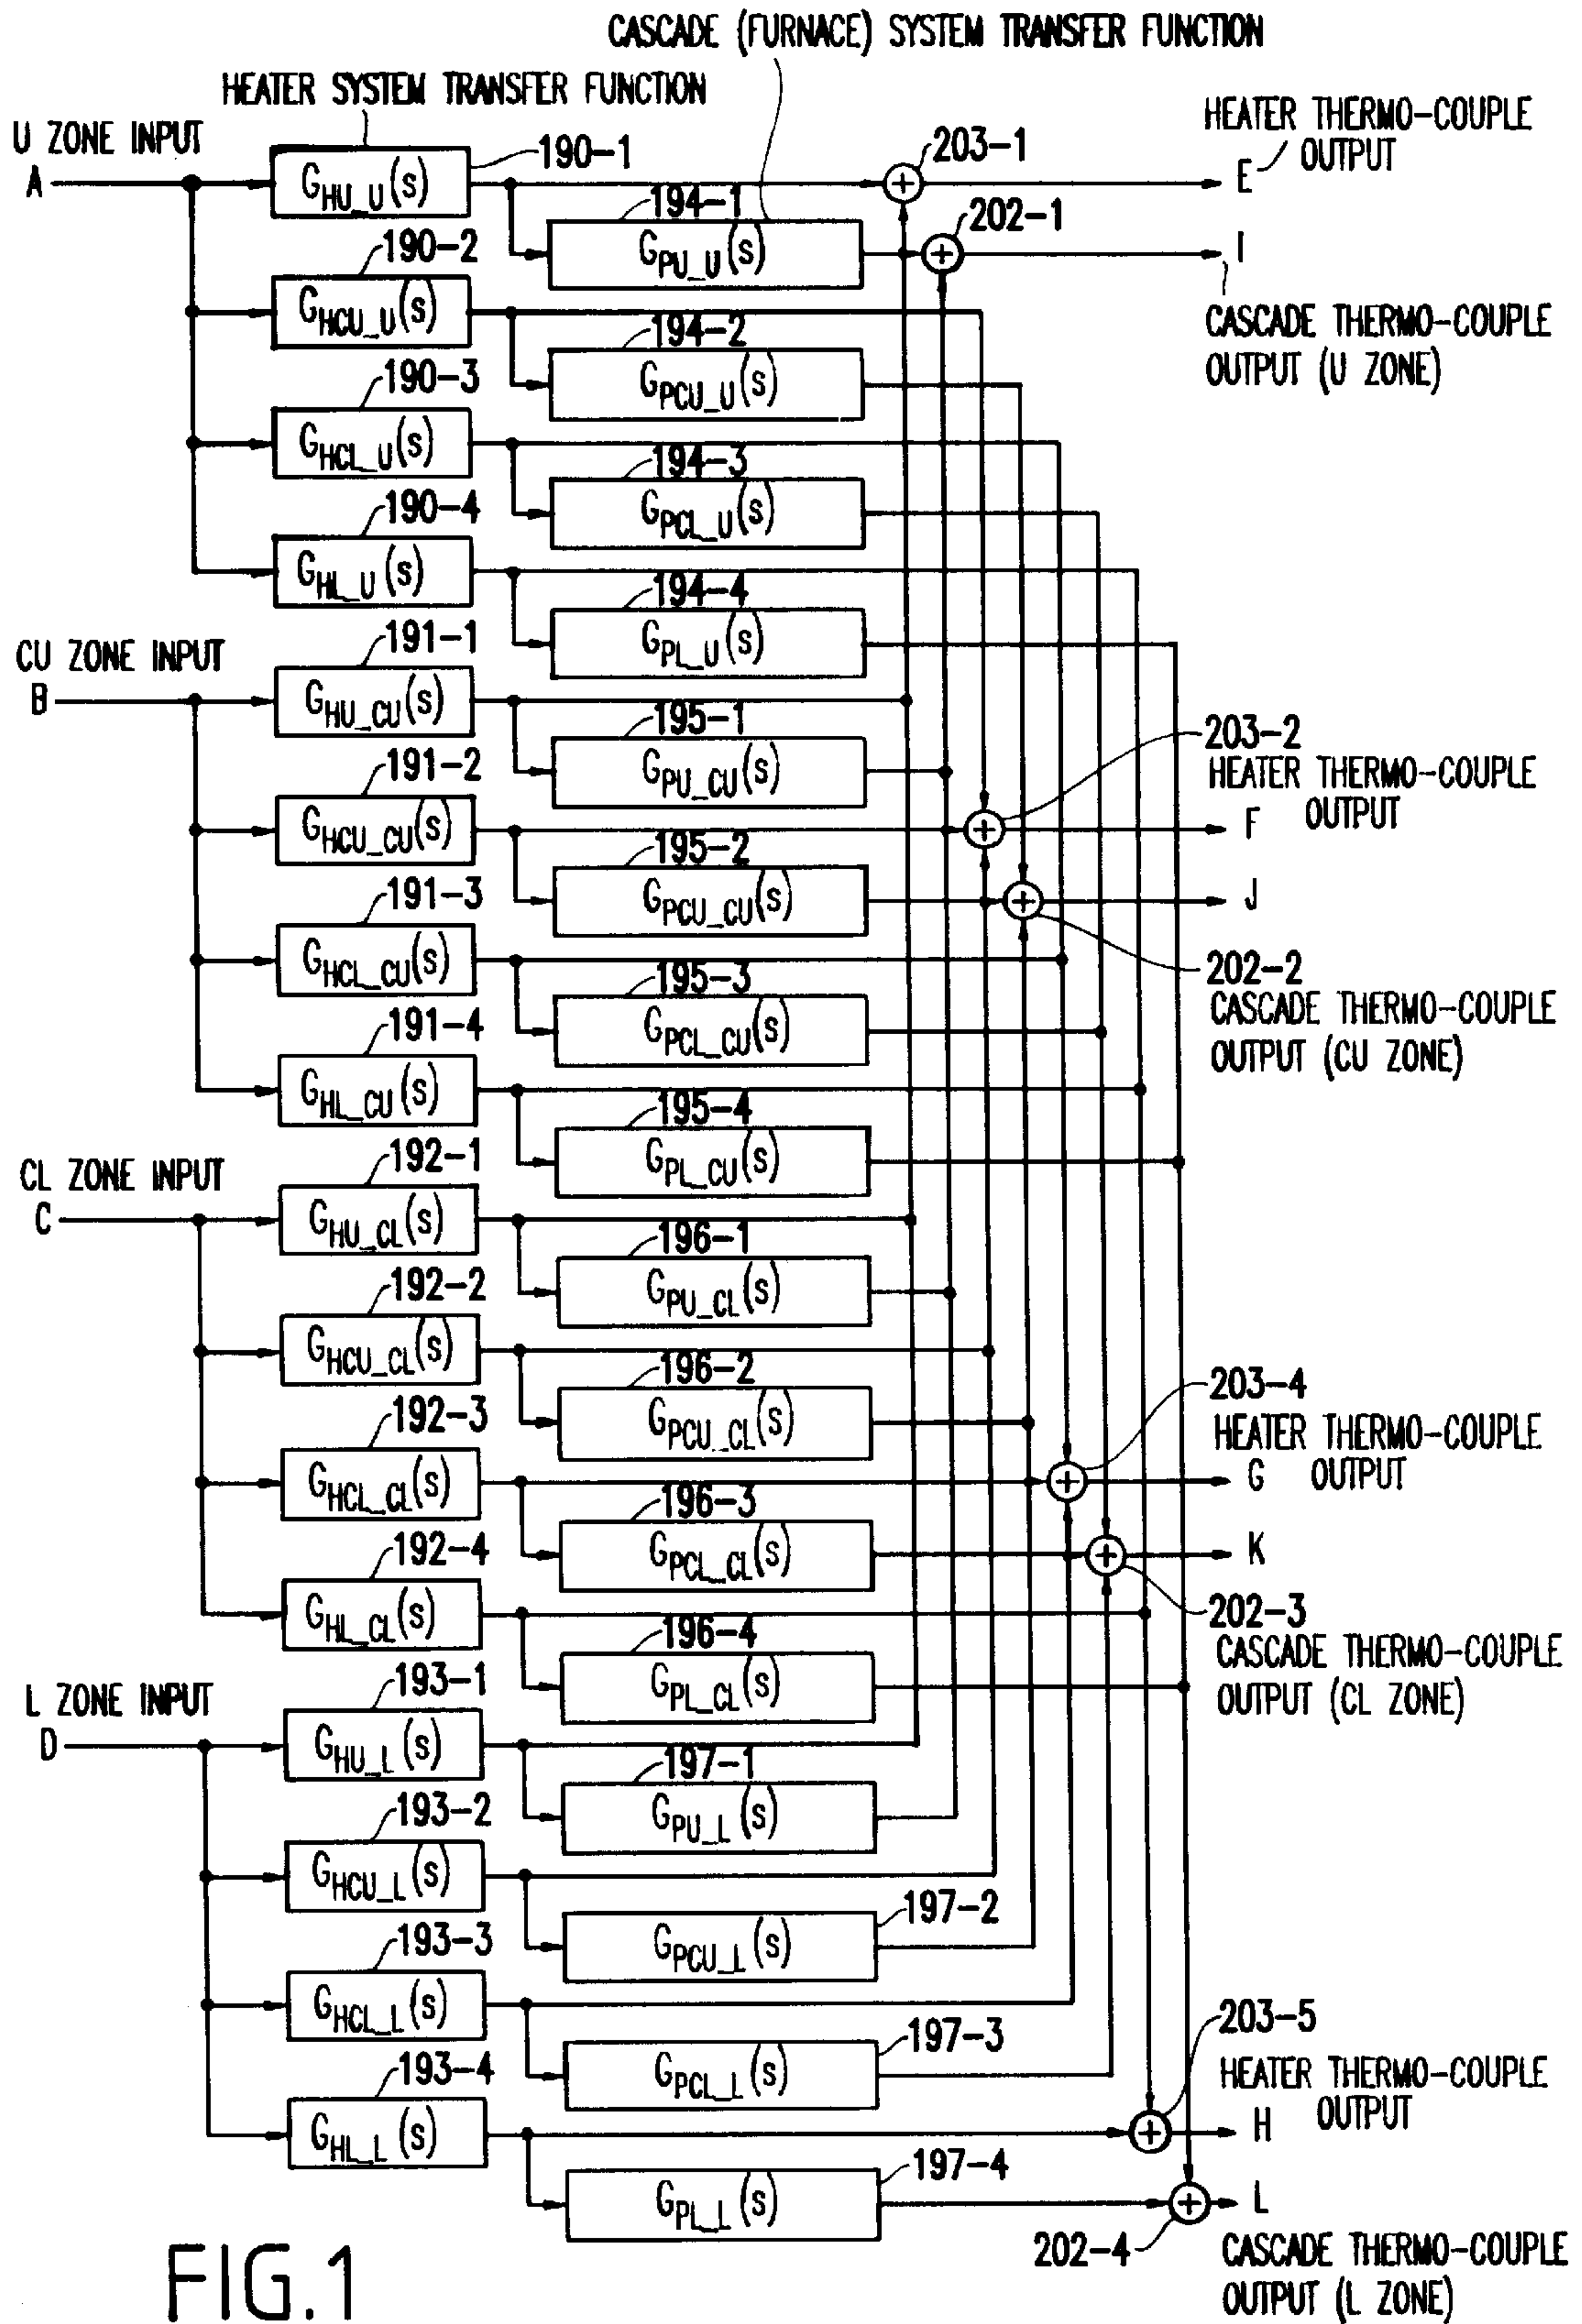 CASCADE (FURNACE) SYSTEM TRANSFER FUNCTION
HEATER SYSTEM TRANSFER FUNCTION
HEATER THERMO-COUPLE
OUTPUT
U ZONE INPUT
A
190-1
G_HU_U(s)
203-1
E
194-1
G_PU_U(s)
202-1
I
190-2
G_HCU_U(s)
CASCADE THERMO-COUPLE
OUTPUT (U ZONE)
194-2
G_PCU_U(s)
190-3
G_HCL_U(s)
194-3
G_PCL_U(s)
190-4
G_HL_U(s)
194-4
G_PL_U(s)
CU ZONE INPUT
B
191-1
G_HU_CU(s)
195-1
G_PU_CU(s)
203-2
HEATER THERMO-COUPLE
OUTPUT
F
191-2
G_HCU_CU(s)
195-2
G_PCU_CU(s)
J
202-2
CASCADE THERMO-COUPLE
OUTPUT (CU ZONE)
191-3
G_HCL_CU(s)
195-3
G_PCL_CU(s)
191-4
G_HL_CU(s)
195-4
G_PL_CU(s)
CL ZONE INPUT
C
192-1
G_HU_CL(s)
196-1
G_PU_CL(s)
192-2
G_HCU_CL(s)
196-2
G_PCU_CL(s)
203-4
HEATER THERMO-COUPLE
OUTPUT
G
192-3
G_HCL_CL(s)
196-3
G_PCL_CL(s)
K
202-3
CASCADE THERMO-COUPLE
OUTPUT (CL ZONE)
192-4
G_HL_CL(s)
196-4
G_PL_CL(s)
L ZONE INPUT
D
193-1
G_HU_L(s)
197-1
G_PU_L(s)
193-2
G_HCU_L(s)
197-2
G_PCU_L(s)
193-3
G_HCL_L(s)
197-3
G_PCL_L(s)
203-5
HEATER THERMO-COUPLE
OUTPUT
H
193-4
G_HL_L(s)
197-4
G_PL_L(s)
L
202-4
CASCADE THERMO-COUPLE
OUTPUT (L ZONE)
FIG.1